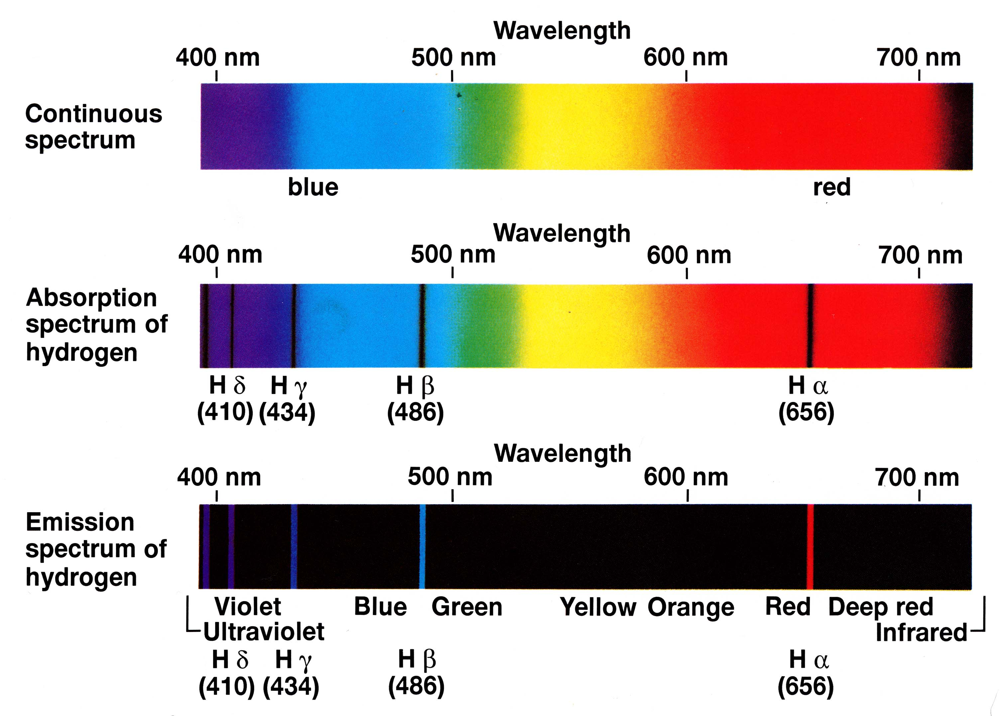 Wavelength
400 nm 500 nm 600 nm 700 nm
Continuous
spectrum
blue red
Wavelength
400 nm 500 nm 600 nm 700 nm
Absorption
spectrum of
hydrogen
H δ H γ H β H α
(410) (434) (486) (656)
Wavelength
400 nm 500 nm 600 nm 700 nm
Emission
spectrum of
hydrogen
Violet Blue Green Yellow Orange Red Deep red
Ultraviolet Infrared
H δ H γ H β H α
(410) (434) (486) (656)